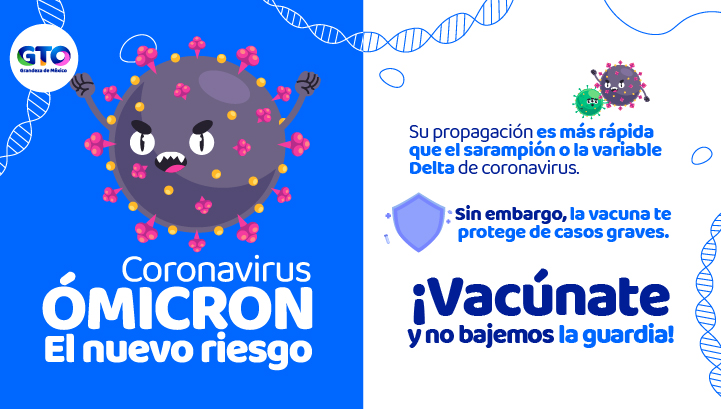 GTO
Grandeza de México
Coronavirus
ÓMICRON
El nuevo riesgo
Su propagación es más rápida
que el sarampión o la variable
Delta de coronavirus.
Sin embargo, la vacuna te
protege de casos graves.
¡Vacúnate
y no bajemos la guardia!